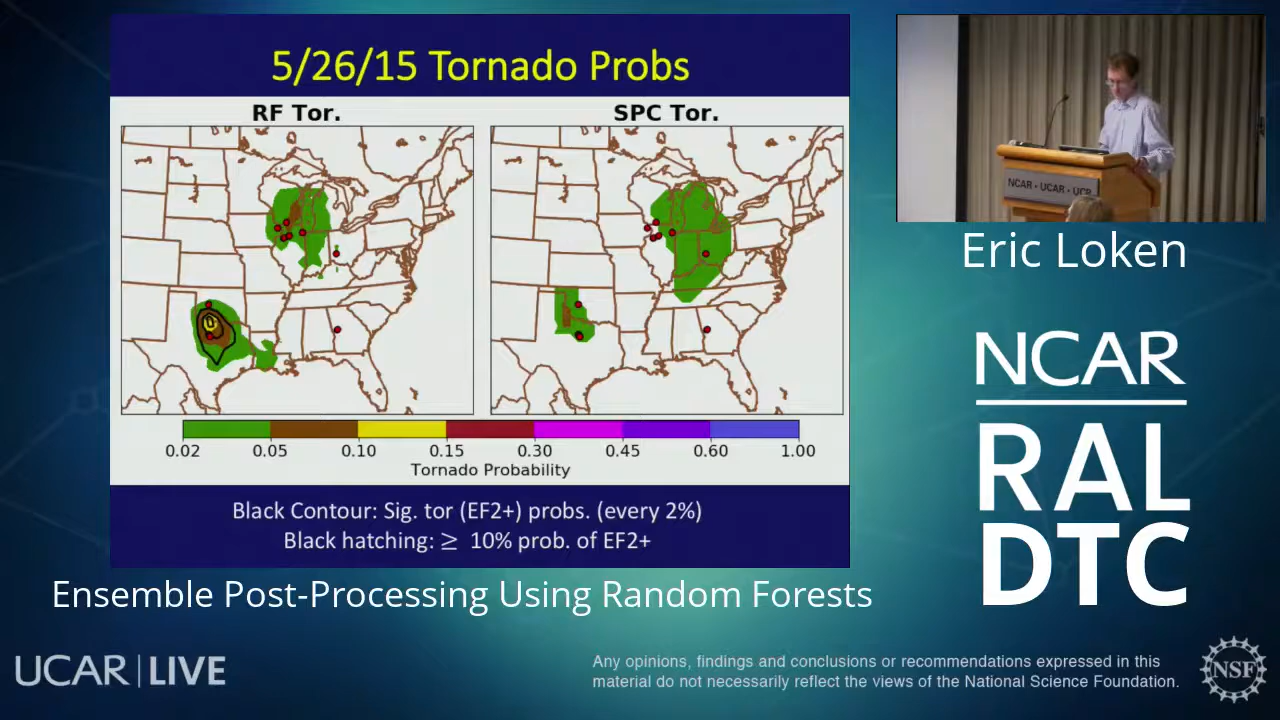 5/26/15 Tornado Probs
RF Tor.
SPC Tor.
0.02 0.05 0.10 0.15 0.30 0.45 0.60 1.00
Tornado Probability
Black Contour: Sig. tor (EF2+) probs. (every 2%)
Black hatching: ≥ 10% prob. of EF2+
Ensemble Post-Processing Using Random Forests
NCAR • UCAR • UCP
Eric Loken
NCAR
RAL
DTC
UCAR | LIVE
Any opinions, findings and conclusions or recommendations expressed in this
material do not necessarily reflect the views of the National Science Foundation.
NSF